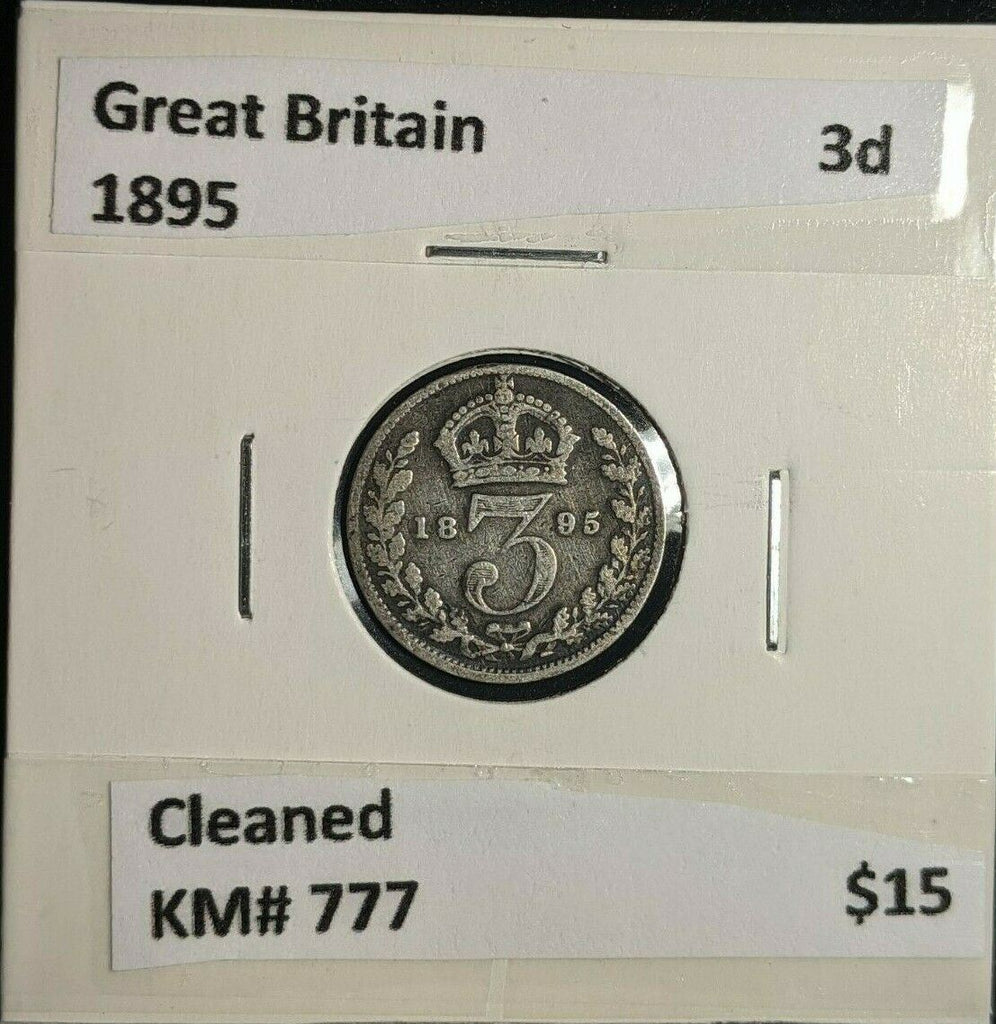 Great Britain
3d
1895
18 3 95
Cleaned
KM# 777
$15